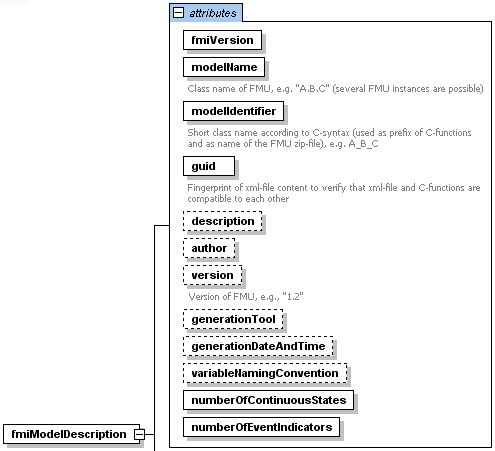 attributes
fmiVersion
modelName
Class name of FMU, e.g. "A.B.C" (several FMU instances are possible)
modelIdentifier
Short class name according to C-syntax (used as prefix of C-functions
and as name of the FMU zip-file), e.g. A_B_C
guid
Fingerprint of xml-file content to verify that xml-file and C-functions are
compatible to each other
description
author
version
Version of FMU, e.g., "1.2"
generationTool
generationDateAndTime
variableNamingConvention
numberOfContinuousStates
numberOfEventIndicators
fmiModelDescription